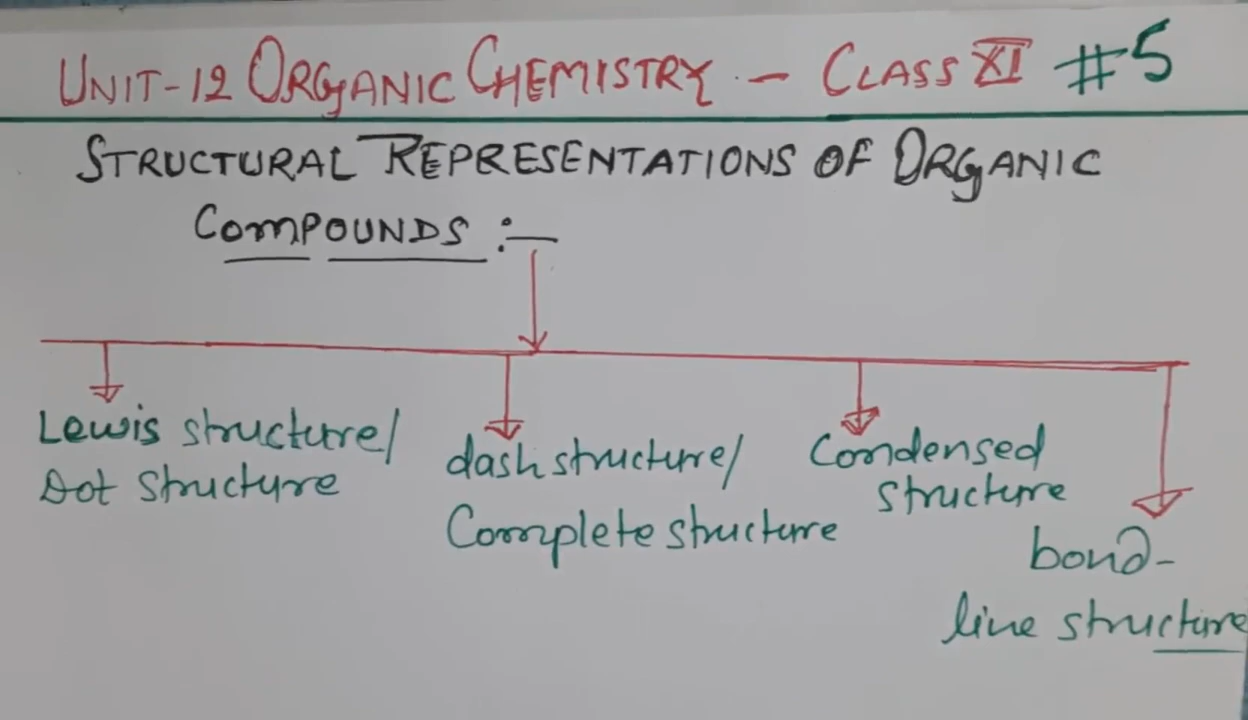 UNIT-12 ORGANIC CHEMISTRY - CLASS XI #5
STRUCTURAL REPRESENTATIONS OF ORGANIC
COMPOUNDS :-
Lewis structure/
Dot structure
dash structure/
Complete structure
Condensed
structure
bond-
line structure